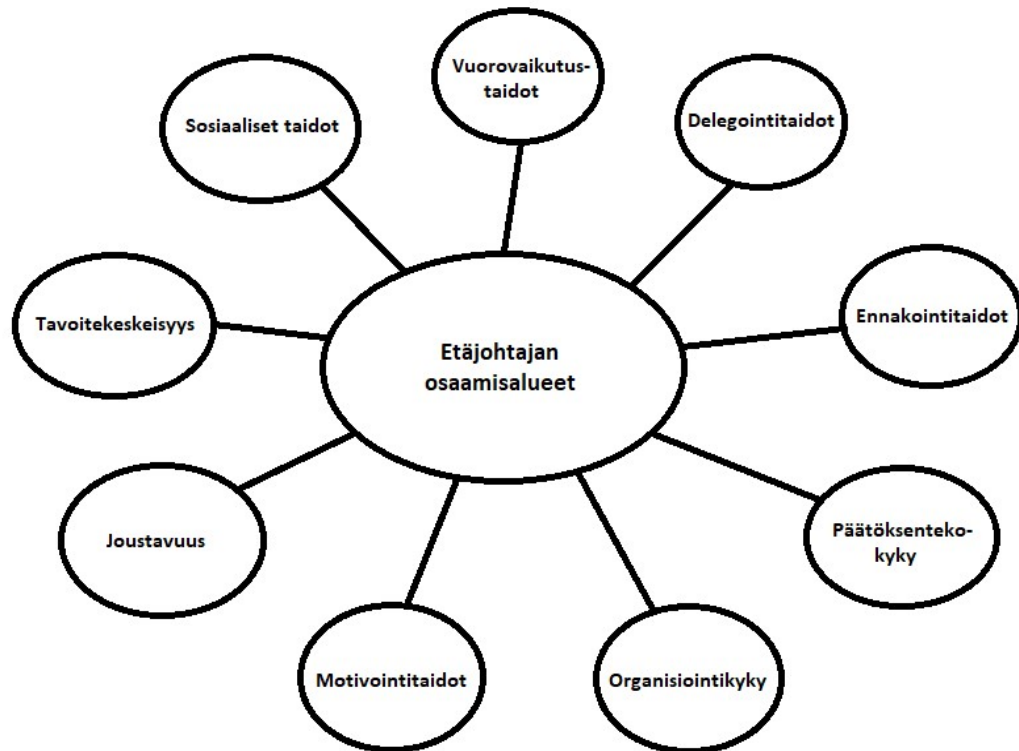 Vuorovaikutus-
taidot
Delegointitaidot
Sosiaaliset taidot
Ennakointitaidot
Tavoitekeskeisyys
Etäjohtajan
osaamisalueet
Päätöksenteko-
kyky
Joustavuus
Motivointitaidot
Organisiointikyky